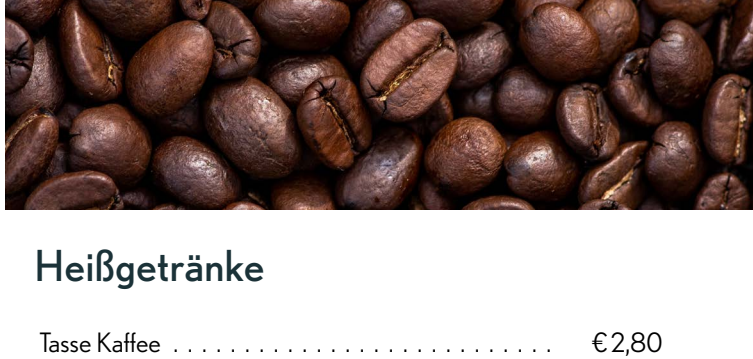 Heißgetränke
Tasse Kaffee . . . . . . . . . . . . . . . . . . . . . . . . . . . €2,80